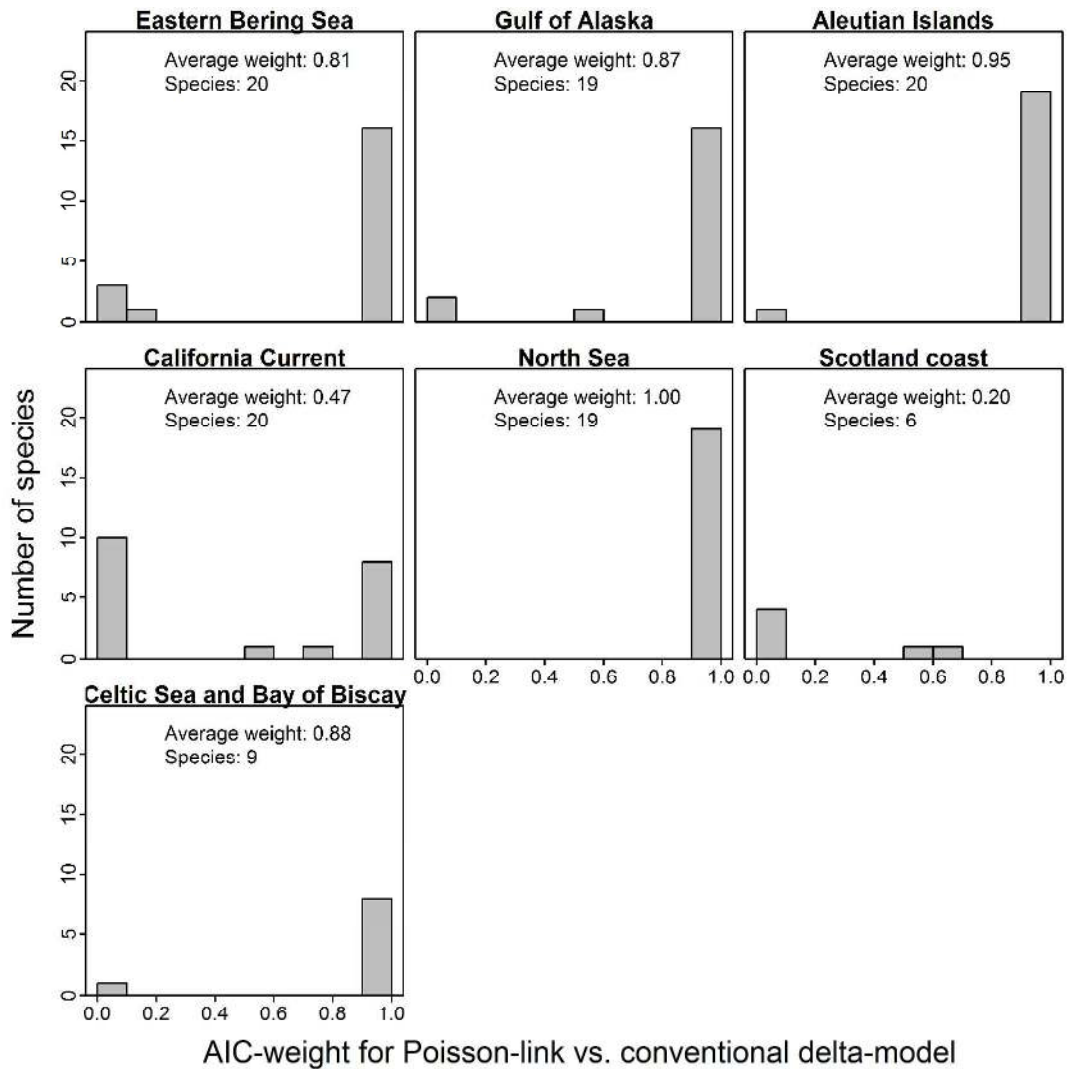 Eastern Bering Sea
Average weight: 0.81
Species: 20
20
15
10
5
0
Gulf of Alaska
Average weight: 0.87
Species: 19
Aleutian Islands
Average weight: 0.95
Species: 20
Number of species
California Current
Average weight: 0.47
Species: 20
20
15
10
5
0
North Sea
Average weight: 1.00
Species: 19
0.0 0.2 0.4 0.6 0.8 1.0
Scotland coast
Average weight: 0.20
Species: 6
0.0 0.2 0.4 0.6 0.8 1.0
Celtic Sea and Bay of Biscay
Average weight: 0.88
Species: 9
20
15
10
5
0
0.0 0.2 0.4 0.6 0.8 1.0
AIC-weight for Poisson-link vs. conventional delta-model